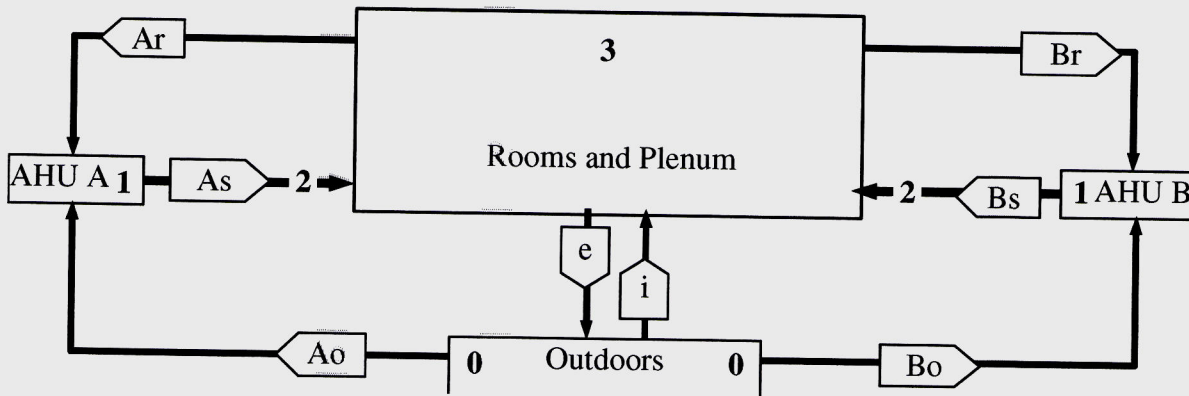 Ar
3
Br
Rooms and Plenum
AHU A 1
As
2
2
Bs
1 AHU B
e
i
Ao
0
Outdoors
0
Bo